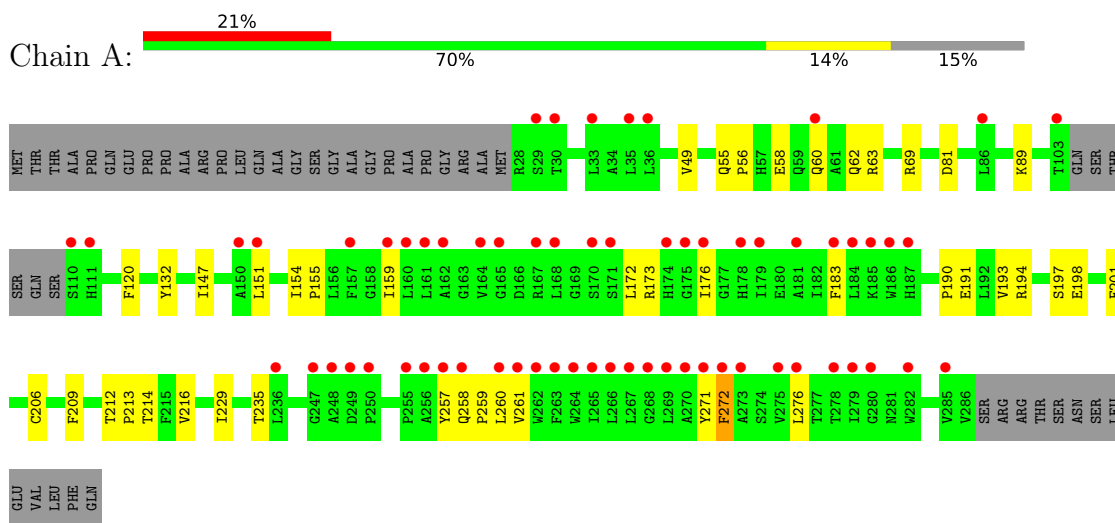 21%
Chain A:
70% 14% 15%
MET THR THR ALA PRO GLN GLU PRO PRO ALA ARG PRO LEU GLN ALA GLY SER GLY ALA GLY PRO ALA PRO GLY ARG ALA MET R28 S29 T30 L33 A34 L35 L36 V49 Q55 P56 H57 E58 Q59 Q60 A61 Q62 R63 R69 D81 L86 K89 T103 GLN SER THR
SER GLN SER S110 H111 F120 Y132 I147 A150 L151 I154 P155 L156 F157 G158 I159 L160 L161 A162 G163 V164 G165 D166 R167 L168 G169 S170 S171 L172 R173 H174 G175 I176 G177 H178 I179 E180 A181 I182 F183 L184 K185 W186 H187 P190 E191 L192 V193 R194 S197 E198
C206 F209 T212 P213 T214 F215 V216 I229 T235 L236 G247 A248 D249 P250 P255 A256 Y257 Q258 P259 L260 V261 W262 F263 W264 I265 L266 L267 G268 L269 A270 Y271 F272 A273 S274 V275 L276 T277 T278 I279 G280 N281 W282 V285 V286 SER ARG ARG THR SER ASN SER LEU
GLU VAL LEU PHE GLN